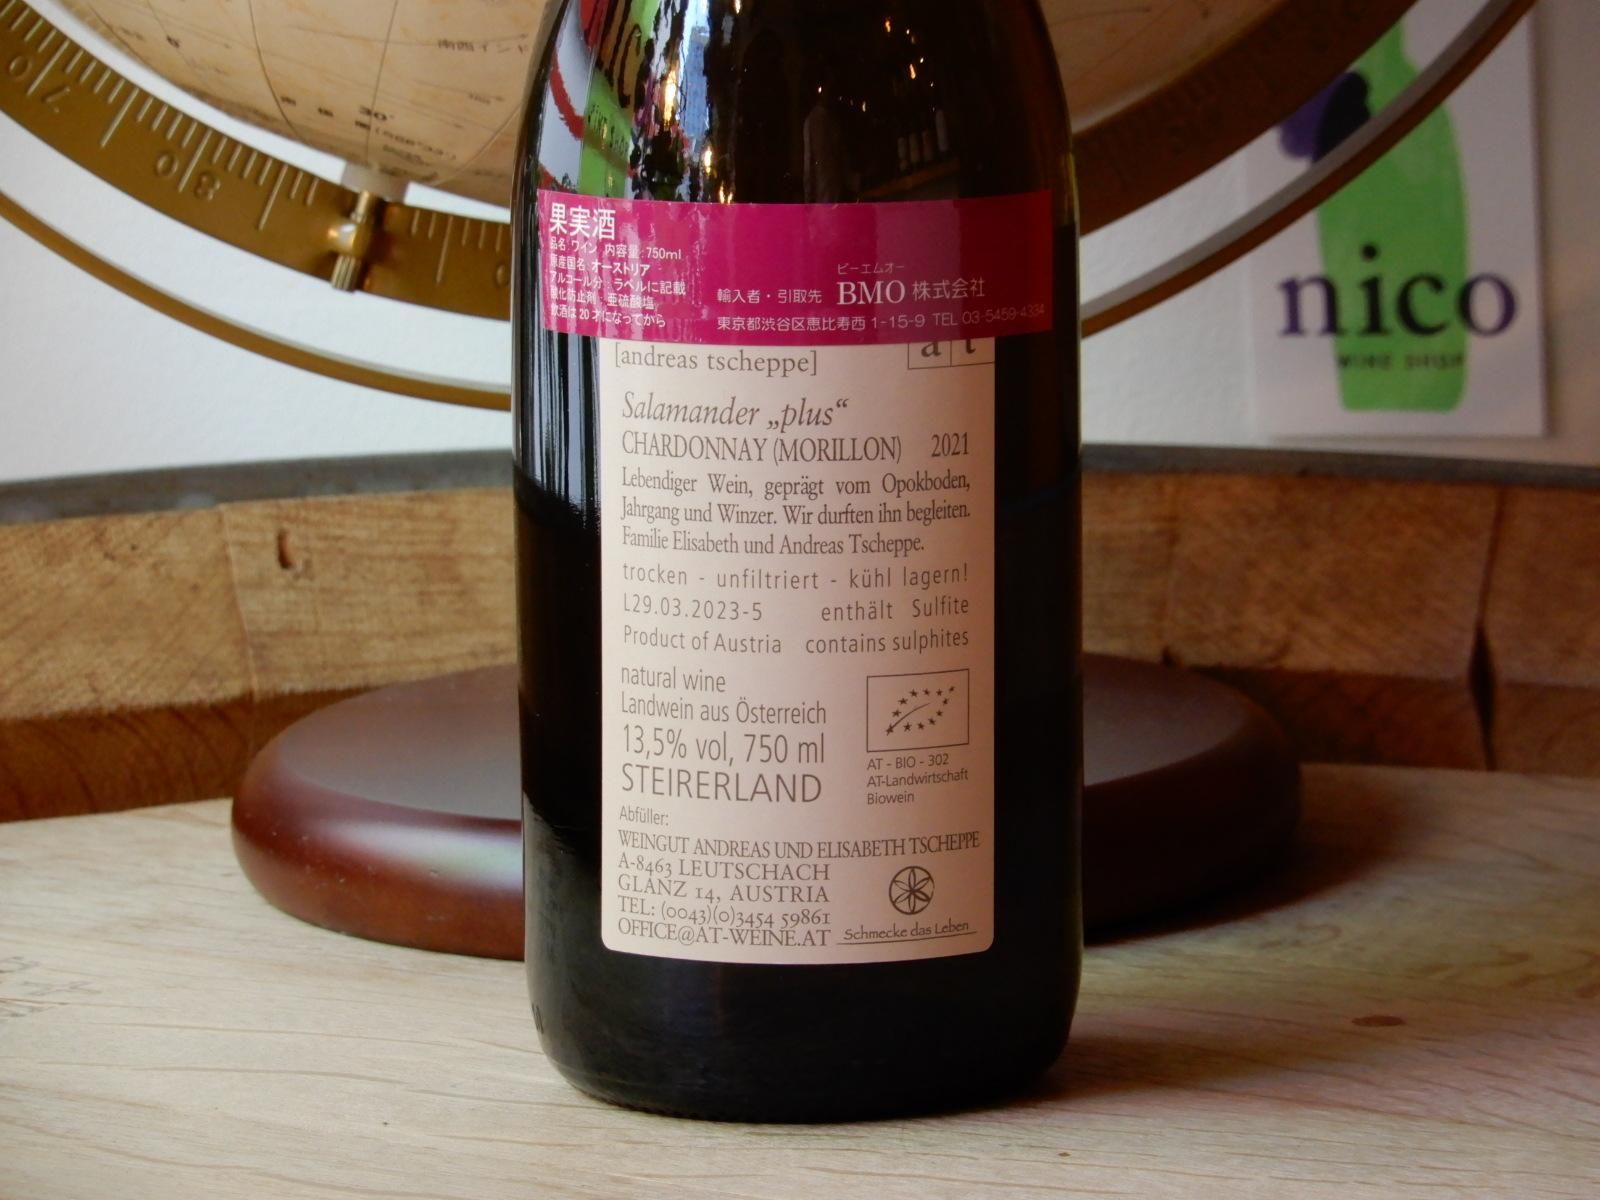 果実酒
品名:ワイン 内容量:750ml
原産国名:オーストリア
アルコール分:ラベルに記載
酸化防止剤:亜硫酸塩
飲酒は20才になってから
ビーエムオー
輸入者・引取先 BMO 株式会社
東京都渋谷区恵比寿西1-15-9 TEL 03-5459-4334
[andreas tscheppe]
a t
Salamander „plus“
CHARDONNAY (MORILLON) 2021
Lebendiger Wein, geprägt vom Opokboden,
Jahrgang und Winzer. Wir durften ihn begleiten.
Familie Elisabeth und Andreas Tscheppe.
trocken - unfiltriert - kühl lagern!
L29.03.2023-5 enthält Sulfite
Product of Austria contains sulphites
natural wine
Landwein aus Österreich
13,5% vol, 750 ml
STEIRERLAND
AT - BIO - 302
AT-Landwirtschaft
Biowein
Abfüller:
WEINGUT ANDREAS UND ELISABETH TSCHEPPE
A-8463 LEUTSCHACH
GLANZ 14, AUSTRIA
TEL: (0043)(0)3454 59861
OFFICE@AT-WEINE.AT
Schmecke das Leben
nico
WINE SHOP
30°
30